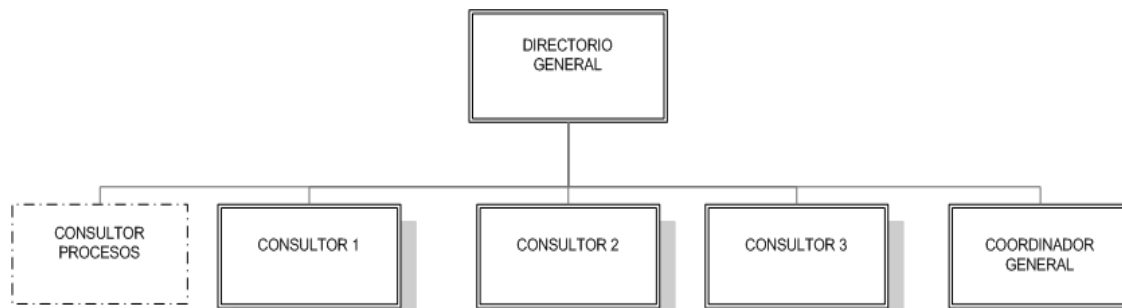 DIRECTORIO
GENERAL
CONSULTOR
PROCESOS
CONSULTOR 1
CONSULTOR 2
CONSULTOR 3
COORDINADOR
GENERAL